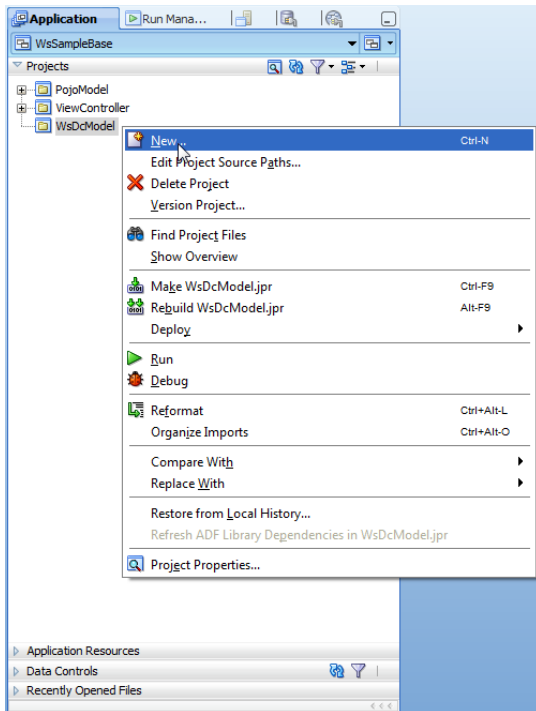 Application Run Mana...
WsSampleBase
Projects
PojoModel
ViewController
WsDcModel
New... Ctrl-N
Edit Project Source Paths...
Delete Project
Version Project...
Find Project Files
Show Overview
Make WsDcModel.jpr Ctrl-F9
Rebuild WsDcModel.jpr Alt-F9
Deploy
Run
Debug
Reformat Ctrl+Alt-L
Organize Imports Ctrl+Alt-O
Compare With
Replace With
Restore from Local History...
Refresh ADF Library Dependencies in WsDcModel.jpr
Project Properties...
Application Resources
Data Controls
Recently Opened Files